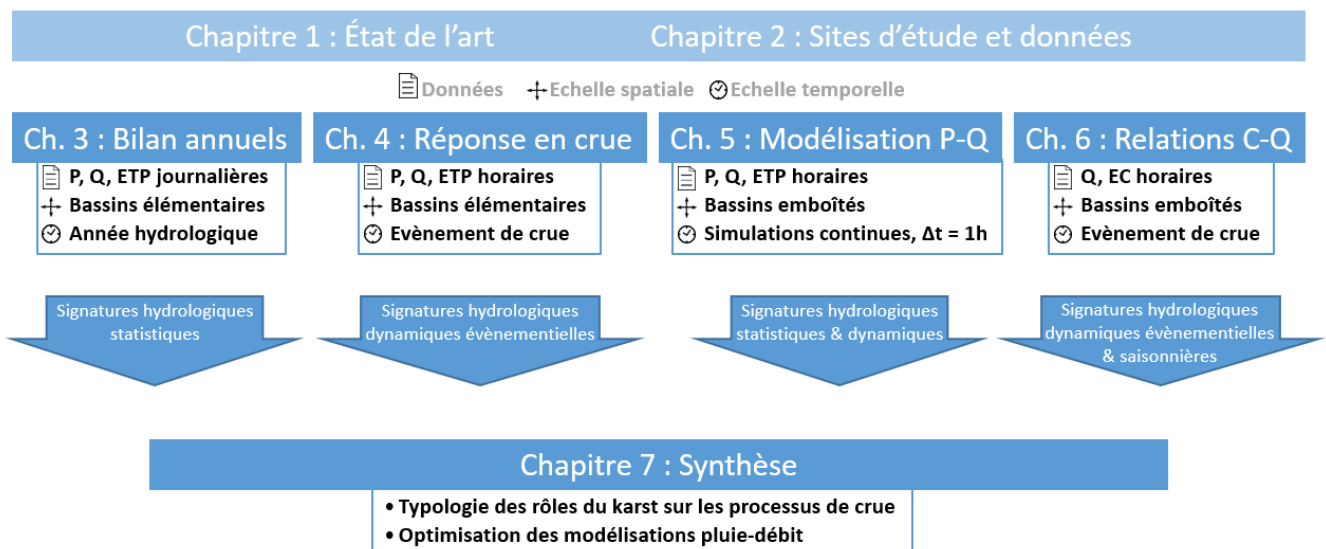 Chapitre 1 : État de l’art
Chapitre 2 : Sites d’étude et données
Données
Echelle spatiale
Echelle temporelle
Ch. 3 : Bilan annuels
P, Q, ETP journalières
Bassins élémentaires
Année hydrologique
Ch. 4 : Réponse en crue
P, Q, ETP horaires
Bassins élémentaires
Evènement de crue
Ch. 5 : Modélisation P-Q
P, Q, ETP horaires
Bassins emboîtés
Simulations continues, Δt = 1h
Ch. 6 : Relations C-Q
Q, EC horaires
Bassins emboîtés
Evènement de crue
Signatures hydrologiques
statistiques
Signatures hydrologiques
dynamiques évènementielles
Signatures hydrologiques
statistiques & dynamiques
Signatures hydrologiques
dynamiques évènementielles
& saisonnières
Chapitre 7 : Synthèse
• Typologie des rôles du karst sur les processus de crue
• Optimisation des modélisations pluie-débit